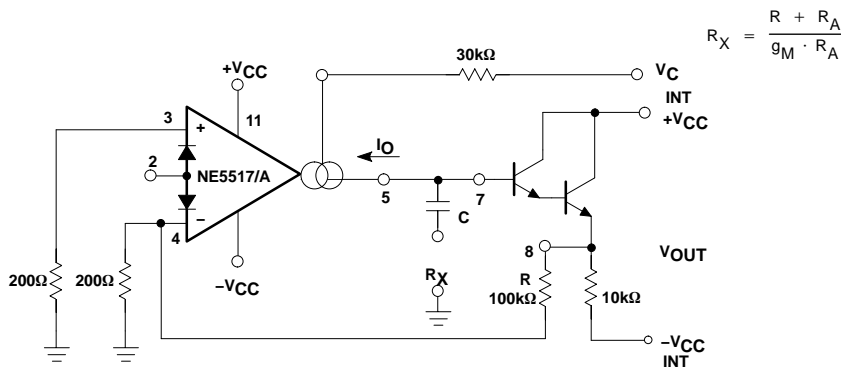 R + R_A
R_X =
g_M · R_A
30kΩ
V_C
+V_CC
INT
+V_CC
3
11
+
I_O
2
NE5517/A
5
7
C
−
4
8
V_OUT
−V_CC
R_X
R
200Ω
200Ω
100kΩ
10kΩ
−V_CC
INT